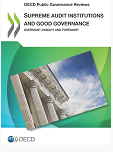 OECD Public Governance Reviews
SUPREME AUDIT INSTITUTIONS
AND GOOD GOVERNANCE
OVERSIGHT, INSIGHT AND FORESIGHT
OECD